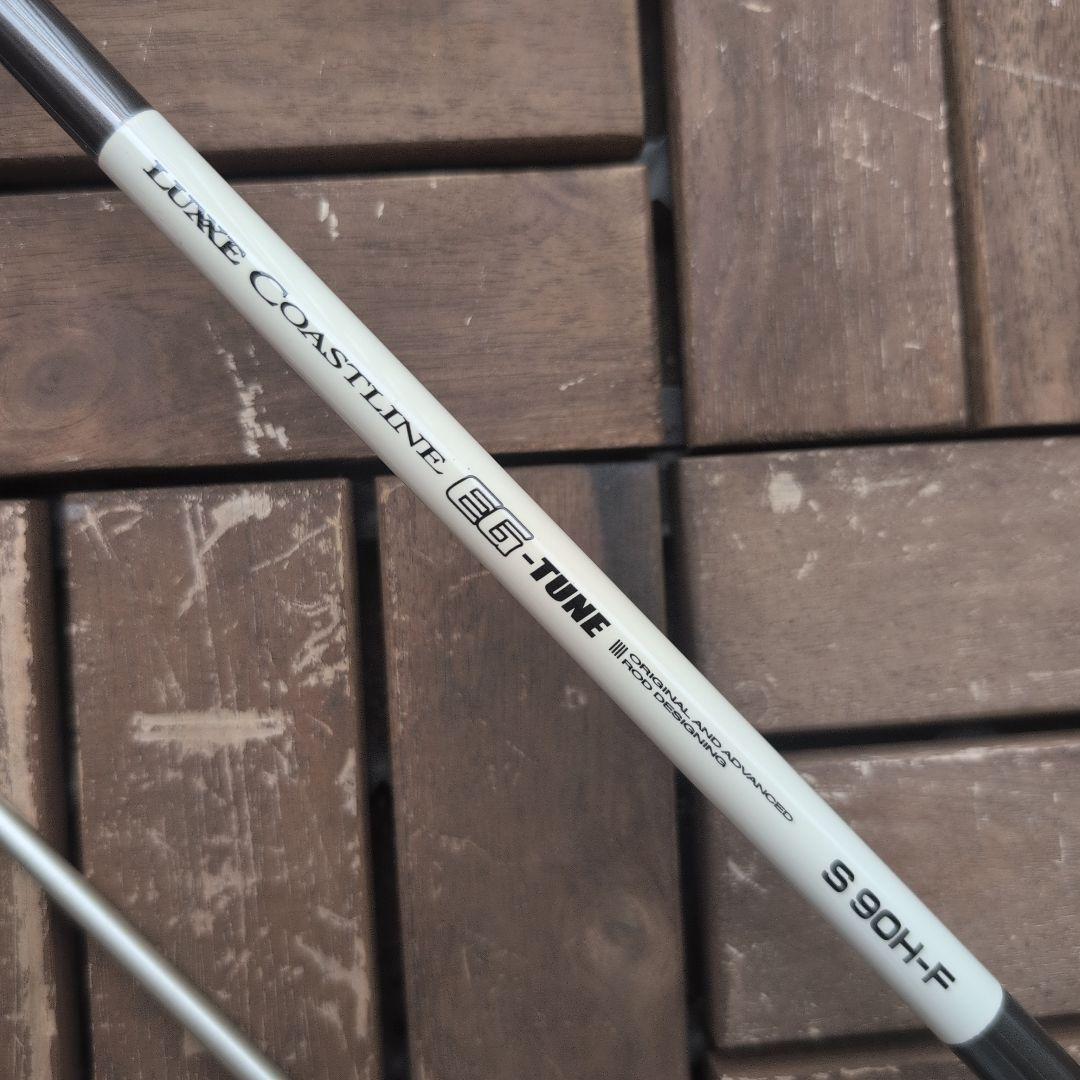 LUXXE COASTLINE EG-TUNE
ORIGINAL AND ADVANCED
ROD DESIGNING
S 90H-F